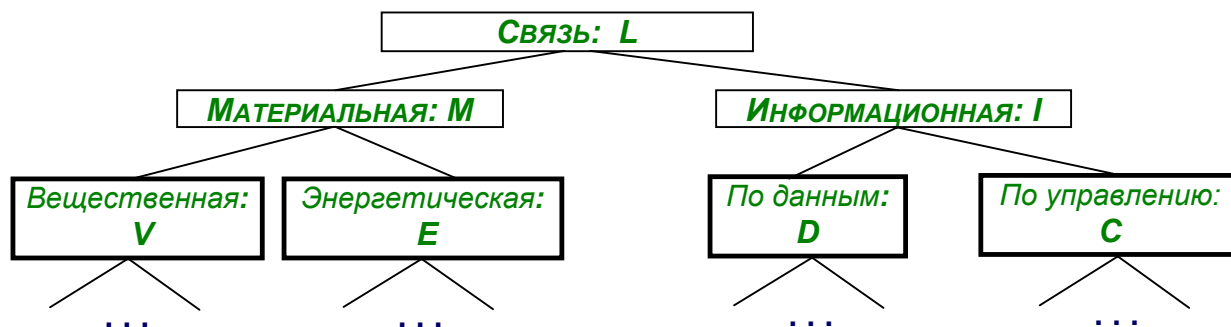 Связь: L
Материальная: M
Информационная: I
Вещественная:
V
Энергетическая:
E
По данным:
D
По управлению:
C
...
...
...
...